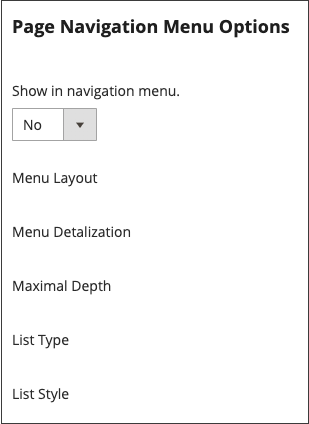 Page Navigation Menu Options
Show in navigation menu.
No
Menu Layout
Menu Detalization
Maximal Depth
List Type
List Style